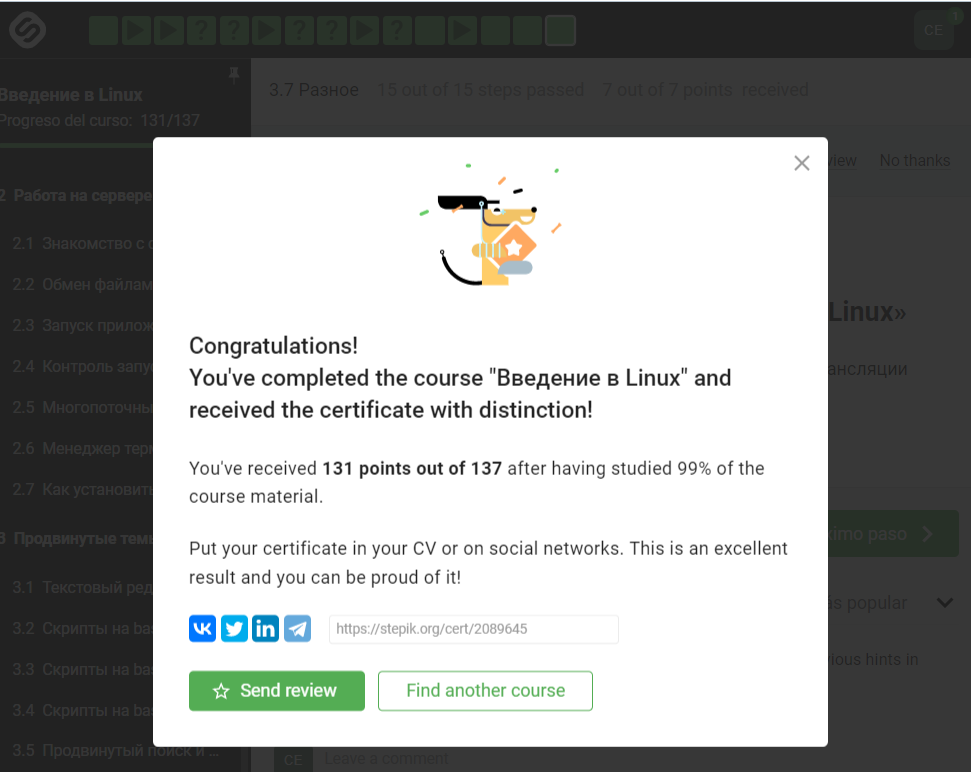 CE
1
Введение в Linux
Progreso del curso: 131/137
3.7 Разное 15 out of 15 steps passed 7 out of 7 points received
No thanks
2 Работа на сервере
2.1 Знакомство с
2.2 Обмен файлам
2.3 Запуск прилож
2.4 Контроль запу
2.5 Многопоточны
2.6 Менеджер тер
2.7 Как установить
Продвинутые тем
3.1 Текстовый ред
3.2 Скрипты на ba
3.3 Скрипты на ba
3.4 Скрипты на ba
3.5 Продвинутый поиск и ...
Linux»
ансляции
imo paso
popular
hints in
Congratulations!
You've completed the course "Введение в Linux" and
received the certificate with distinction!
You've received 131 points out of 137 after having studied 99% of the
course material.
Put your certificate in your CV or on social networks. This is an excellent
result and you can be proud of it!
https://stepik.org/cert/2089645
Send review
Find another course
CE
Leave a comment